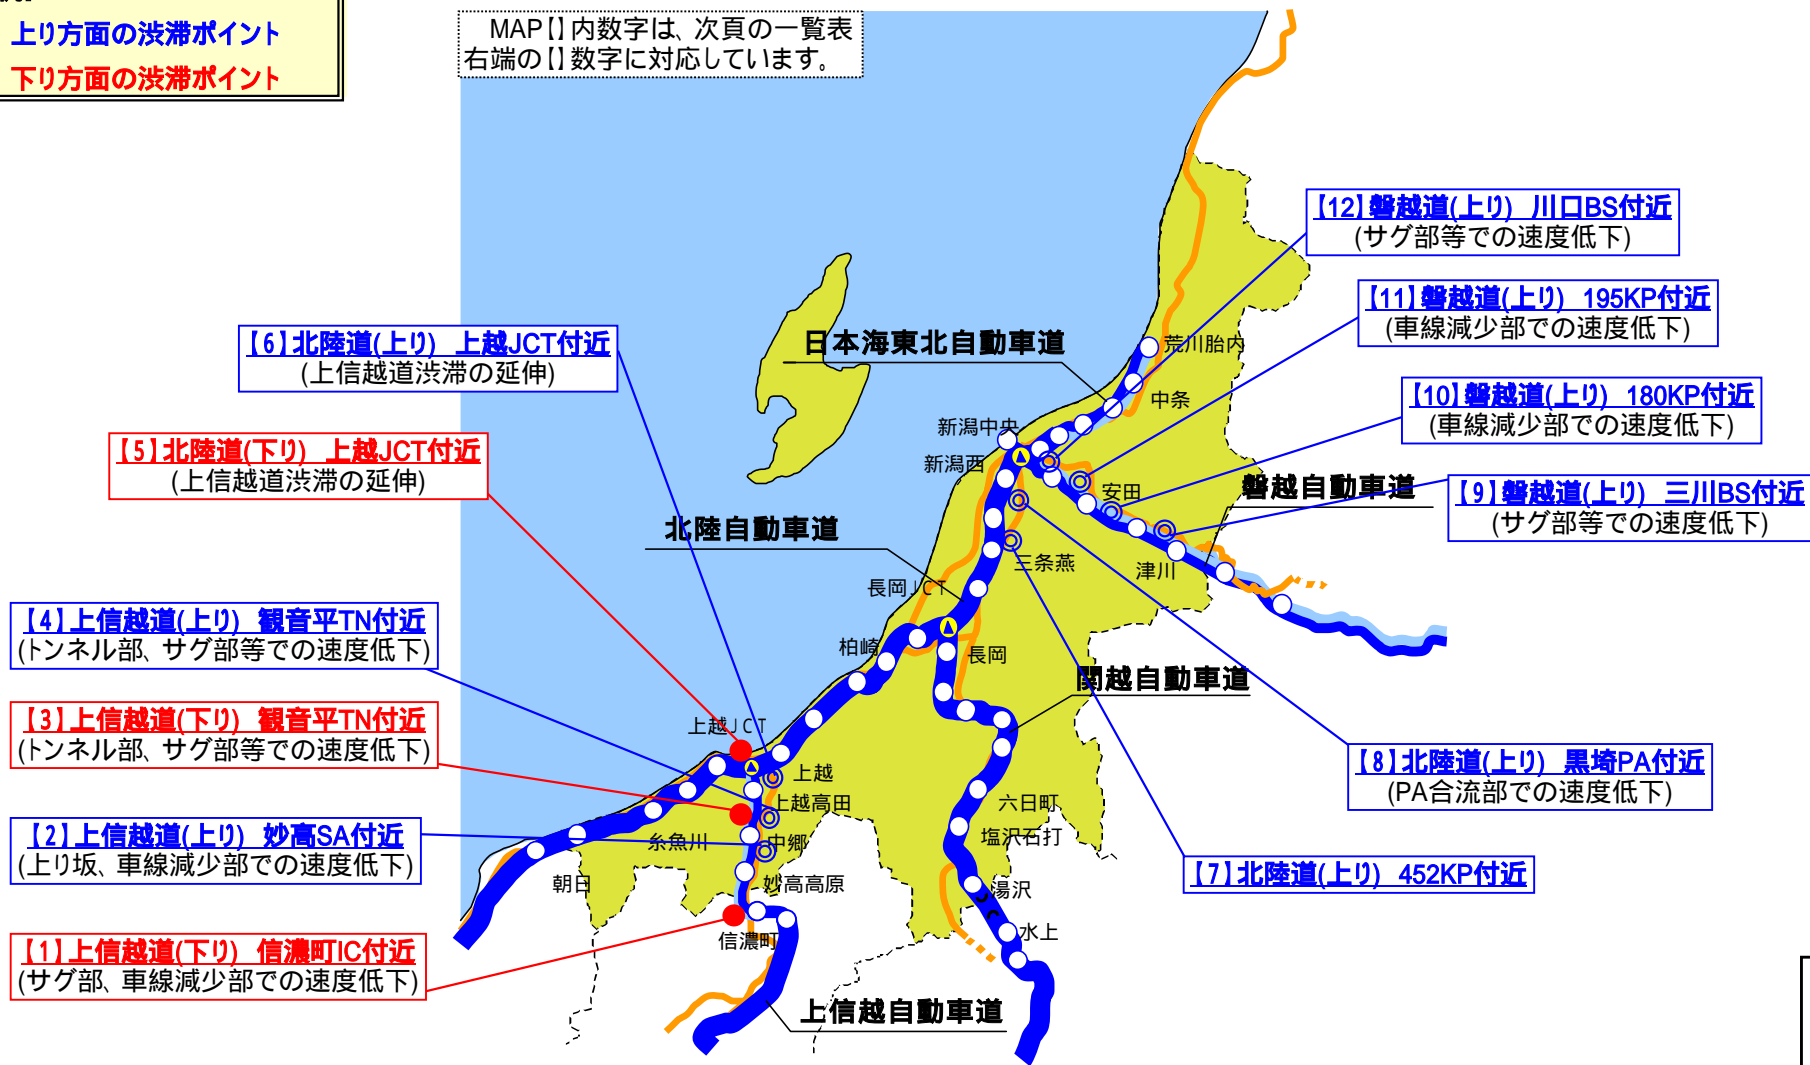 上り方面の渋滞ポイント
下り方面の渋滞ポイント
MAP【】内数字は、次頁の一覧表
右端の【】数字に対応しています。
【12】磐越道(上り) 川口BS付近
(サグ部等での速度低下)
【11】磐越道(上り) 195KP付近
(車線減少部での速度低下)
【6】北陸道(上り) 上越JCT付近
(上信越道渋滞の延伸)
日本海東北自動車道
荒川胎内
中条
【10】磐越道(上り) 180KP付近
(車線減少部での速度低下)
新潟中央
新潟西
【5】北陸道(下り) 上越JCT付近
(上信越道渋滞の延伸)
安田
磐越自動車道
【9】磐越道(上り) 三川BS付近
(サグ部等での速度低下)
北陸自動車道
三条燕
津川
長岡JCT
【4】上信越道(上り) 観音平TN付近
(トンネル部、サグ部等での速度低下)
柏崎
長岡
関越自動車道
【3】上信越道(下り) 観音平TN付近
(トンネル部、サグ部等での速度低下)
上越JCT
上越
【8】北陸道(上り) 黒埼PA付近
(PA合流部での速度低下)
上越高田
六日町
塩沢石打
【2】上信越道(上り) 妙高SA付近
(上り坂、車線減少部での速度低下)
糸魚川
中郷
【7】北陸道(上り) 452KP付近
朝日
妙高高原
湯沢
信濃町
水上
【1】上信越道(下り) 信濃町IC付近
(サグ部、車線減少部での速度低下)
上信越自動車道